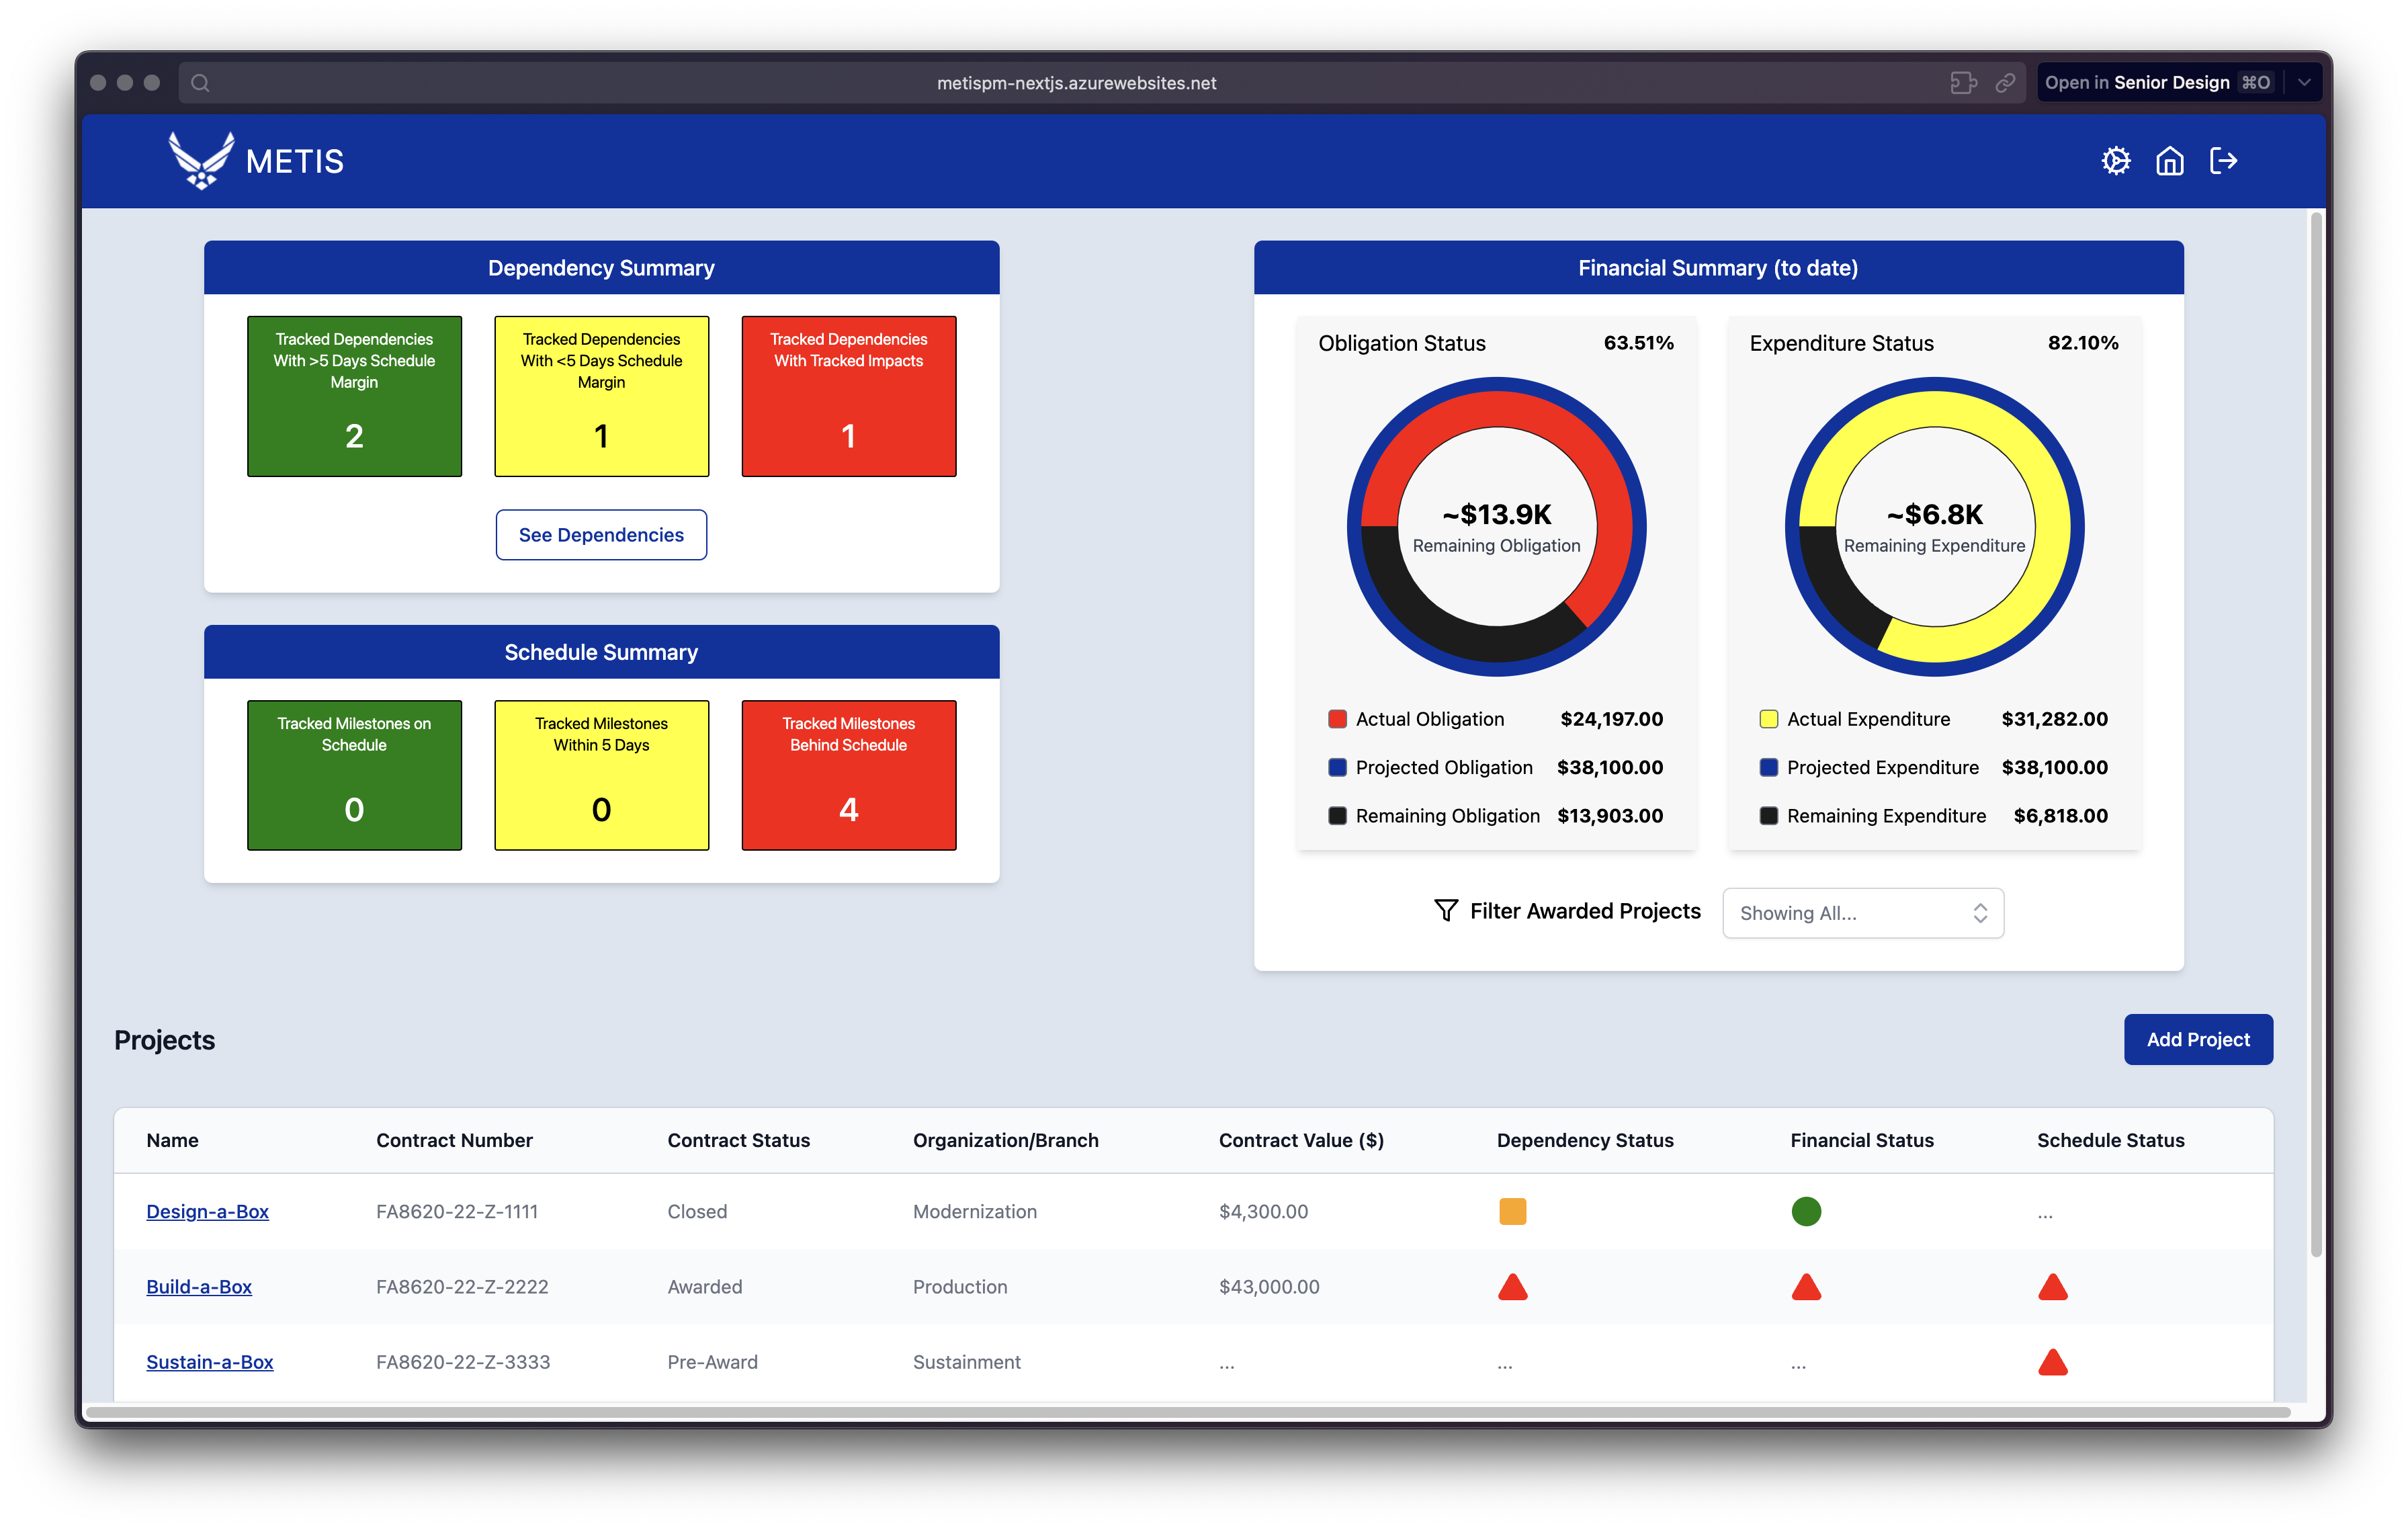 metispm-nextjs.azurewebsites.net
Open in Senior Design ⌘O
METIS
Dependency Summary
Tracked Dependencies
With >5 Days Schedule
Margin
2
Tracked Dependencies
With <5 Days Schedule
Margin
1
Tracked Dependencies
With Tracked Impacts
1
See Dependencies
Schedule Summary
Tracked Milestones on
Schedule
0
Tracked Milestones
Within 5 Days
0
Tracked Milestones
Behind Schedule
4
Financial Summary (to date)
Obligation Status 63.51%
~$13.9K
Remaining Obligation
Actual Obligation $24,197.00
Projected Obligation $38,100.00
Remaining Obligation $13,903.00
Expenditure Status 82.10%
~$6.8K
Remaining Expenditure
Actual Expenditure $31,282.00
Projected Expenditure $38,100.00
Remaining Expenditure $6,818.00
Filter Awarded Projects Showing All...
Projects
Add Project
Name Contract Number Contract Status Organization/Branch Contract Value ($) Dependency Status Financial Status Schedule Status
Design-a-Box FA8620-22-Z-1111 Closed Modernization $4,300.00 ...
Build-a-Box FA8620-22-Z-2222 Awarded Production $43,000.00
Sustain-a-Box FA8620-22-Z-3333 Pre-Award Sustainment ... ... ...